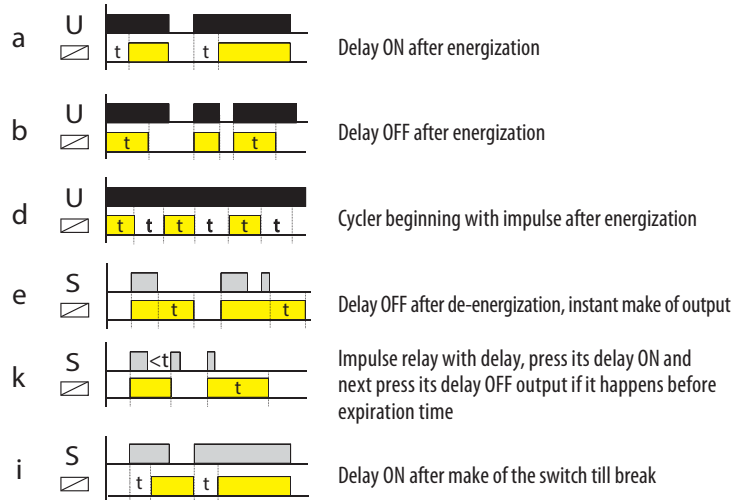 U
a t t Delay ON after energization
U
b t t Delay OFF after energization
U
d t t t t t t Cycler beginning with impulse after energization
S
e t t Delay OFF after de-energization, instant make of output
S <t Impulse relay with delay, press its delay ON and
k t next press its delay OFF output if it happens before
expiration time
S
i t t Delay ON after make of the switch till break